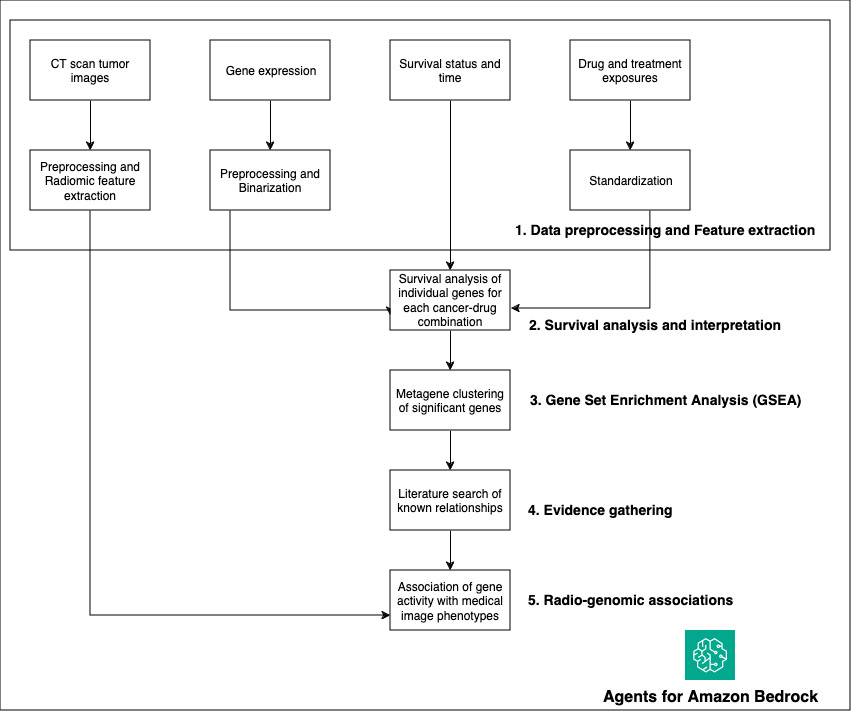 CT scan tumor
images
Gene expression
Survival status and
time
Drug and treatment
exposures
Preprocessing and
Radiomic feature
extraction
Preprocessing and
Binarization
Standardization
1. Data preprocessing and Feature extraction
Survival analysis of
individual genes for
each cancer-drug
combination
2. Survival analysis and interpretation
Metagene clustering
of significant genes
3. Gene Set Enrichment Analysis (GSEA)
Literature search of
known relationships
4. Evidence gathering
Association of gene
activity with medical
image phenotypes
5. Radio-genomic associations
Agents for Amazon Bedrock